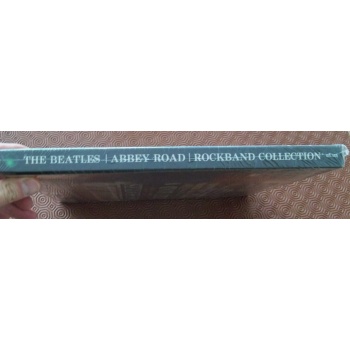 THE BEATLES | ABBEY ROAD | ROCKBAND COLLECTION